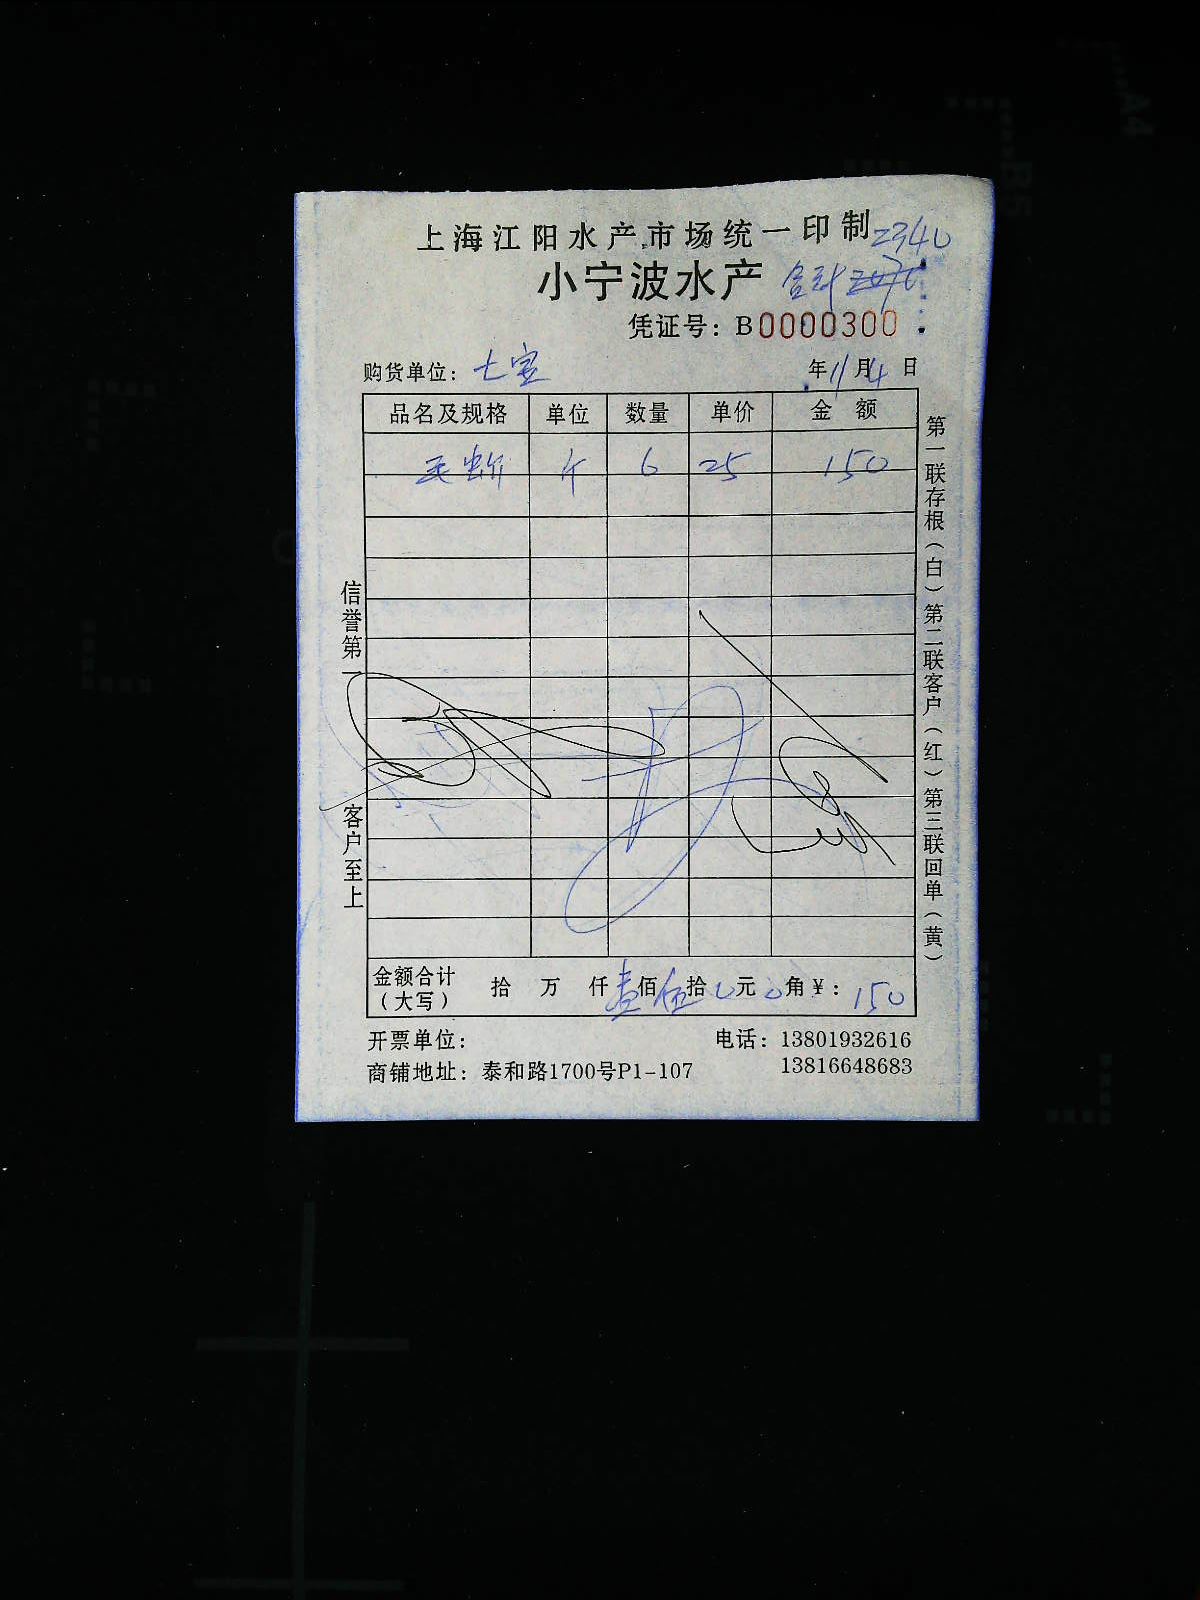 上海江阳水产市场统一印制 2340
小宁波水产 合计
凭证号：B0000300
购货单位：七宝 年11月4日
品名及规格 单位 数量 单价 金额
毛 斤 6 25 150
信誉第一 客户至上
第一联存根（白）第二联客户（红）第三联回单（黄）
金额合计（大写） 拾 万 仟壹佰伍拾0元0角￥：150
开票单位： 电话：13801932616
商铺地址：泰和路1700号P1-107 13816648683